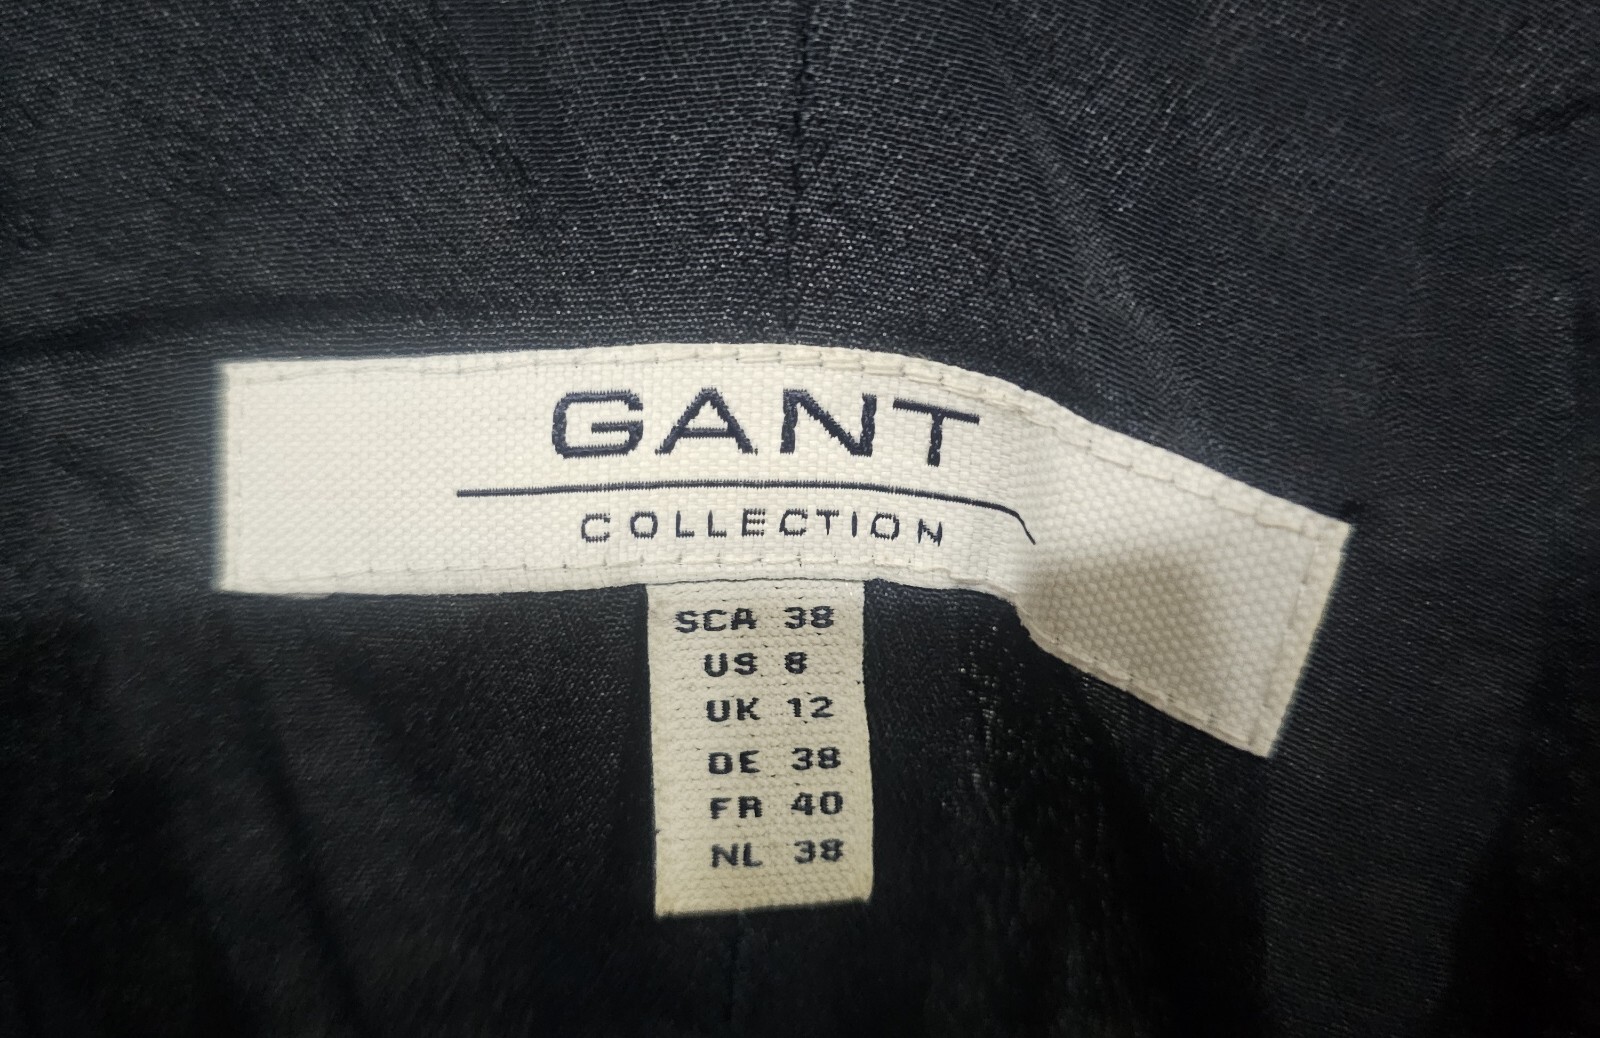 GANT
COLLECTION
SCA 38
US 8
UK 12
DE 38
FR 40
NL 38